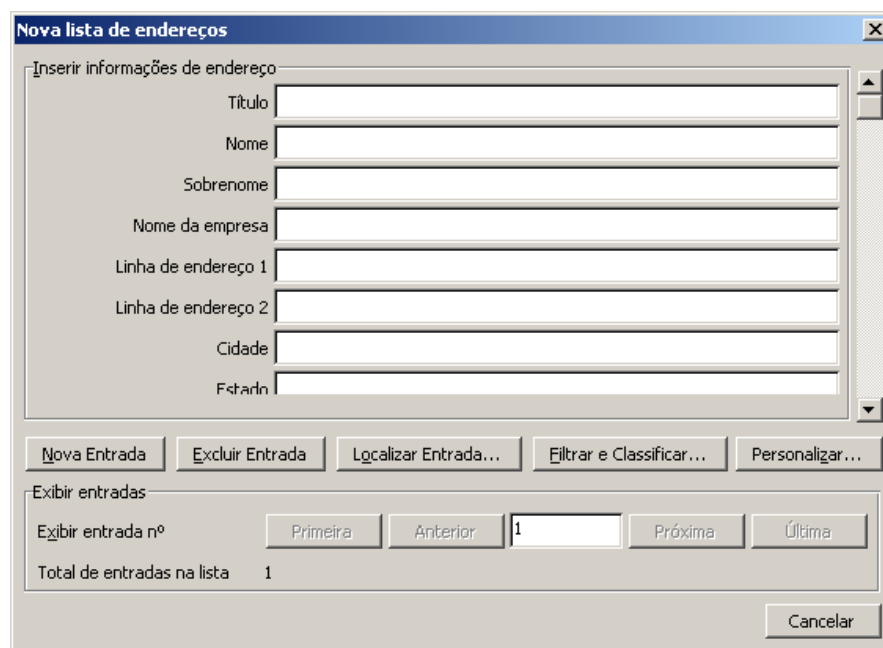 Nova lista de endereços
Inserir informações de endereço
Título
Nome
Sobrenome
Nome da empresa
Linha de endereço 1
Linha de endereço 2
Cidade
Estado
Nova Entrada Excluir Entrada Localizar Entrada... Filtrar e Classificar... Personalizar...
Exibir entradas
Exibir entrada nº Primeira Anterior 1 Próxima Última
Total de entradas na lista 1
Cancelar